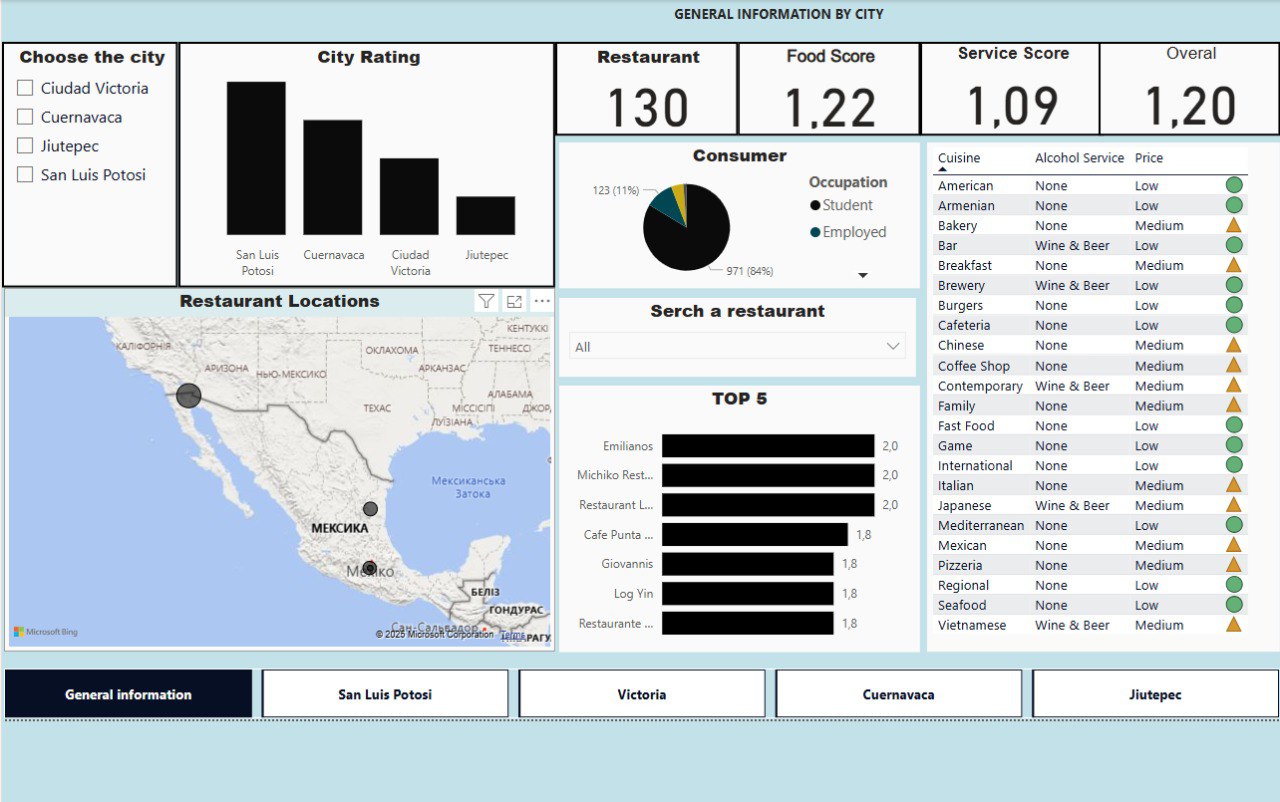 GENERAL INFORMATION BY CITY
Choose the city
Ciudad Victoria
Cuernavaca
Jiutepec
San Luis Potosi
City Rating
San Luis
Potosi
Cuernavaca
Ciudad
Victoria
Jiutepec
Restaurant
130
Food Score
1,22
Service Score
1,09
Overal
1,20
Consumer
123 (11%)
971 (84%)
Occupation
Student
Employed
Serch a restaurant
All
TOP 5
Emilianos 2,0
Michiko Rest... 2,0
Restaurant L... 2,0
Cafe Punta ... 1,8
Giovannis 1,8
Log Yin 1,8
Restaurante ... 1,8
Cuisine Alcohol Service Price
American None Low
Armenian None Low
Bakery None Medium
Bar Wine & Beer Low
Breakfast None Medium
Brewery Wine & Beer Low
Burgers None Low
Cafeteria None Low
Chinese None Medium
Coffee Shop None Medium
Contemporary Wine & Beer Medium
Family None Medium
Fast Food None Low
Game None Low
International None Low
Italian None Medium
Japanese Wine & Beer Medium
Mediterranean None Low
Mexican None Medium
Pizzeria None Medium
Regional None Low
Seafood None Low
Vietnamese Wine & Beer Medium
Restaurant Locations
КЕНТУККІ
КАЛІФОРНІЯ
ОКЛАХОМА
ТЕННЕССІ
АРИЗОНА
НЬЮ-МЕКСИКО
АРКАНЗАС
АЛАБАМА
ТЕХАС
МІССІСІПІ
ДЖОР
ЛУЇЗІАНА
Мексиканська
Затока
МЕКСИКА
БЕЛІЗ
ГОНДУРАС
Сан-Сальвадор
Microsoft Bing
© 2025 Microsoft Corporation Terms
General information
San Luis Potosi
Victoria
Cuernavaca
Jiutepec